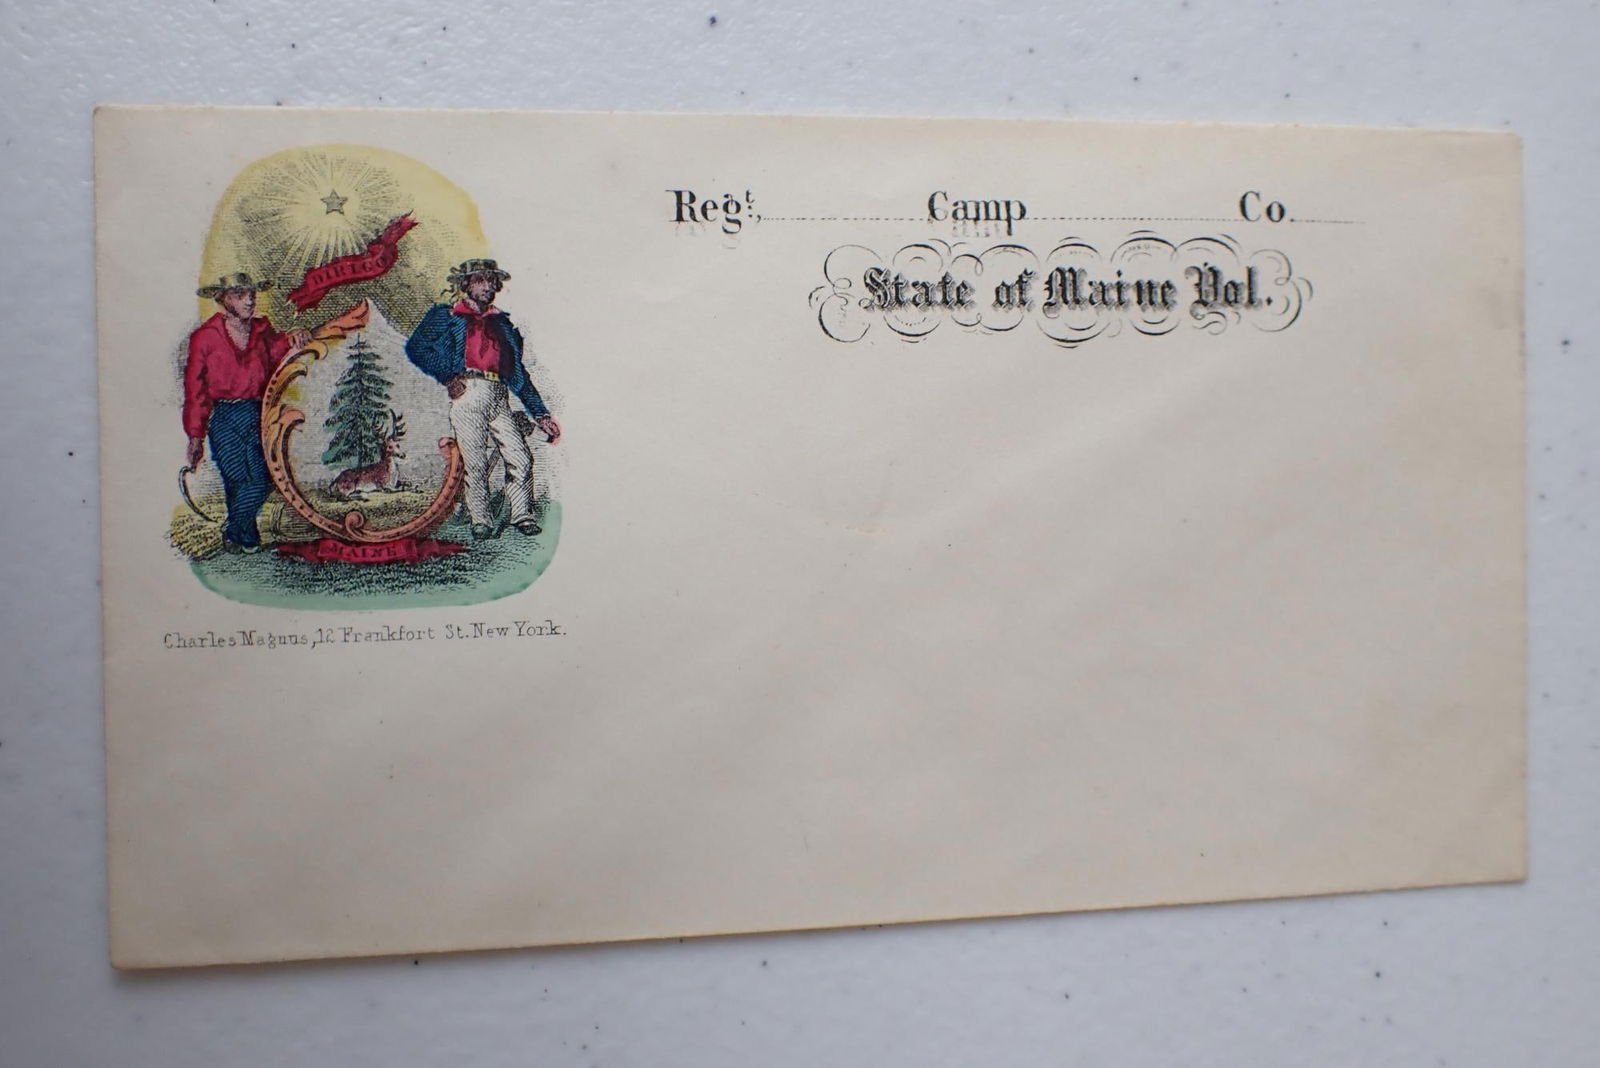 DIRIGO
MAINE
Charles Magnus, 12 Frankfort St. New York.
Regt., Camp Co.
State of Maine Vol.